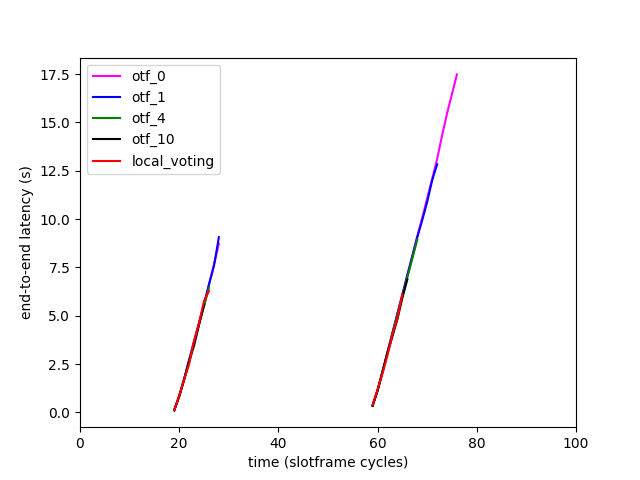 otf_0
otf_1
otf_4
otf_10
local_voting
17.5
15.0
12.5
10.0
7.5
5.0
2.5
0.0
end-to-end latency (s)
0 20 40 60 80 100
time (slotframe cycles)